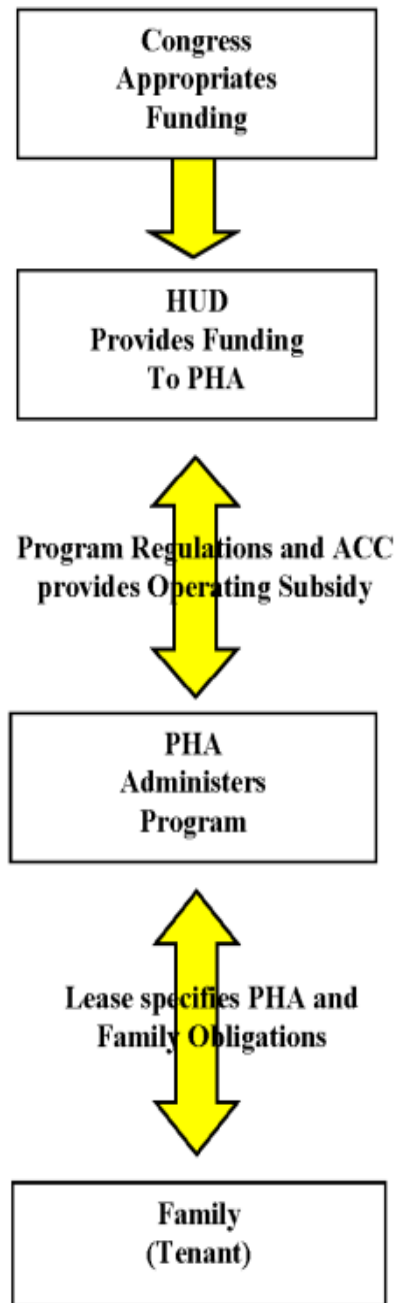 Congress
Appropriates
Funding
HUD
Provides Funding
To PHA
Program Regulations and ACC
provides Operating Subsidy
PHA
Administers
Program
Lease specifies PHA and
Family Obligations
Family
(Tenant)